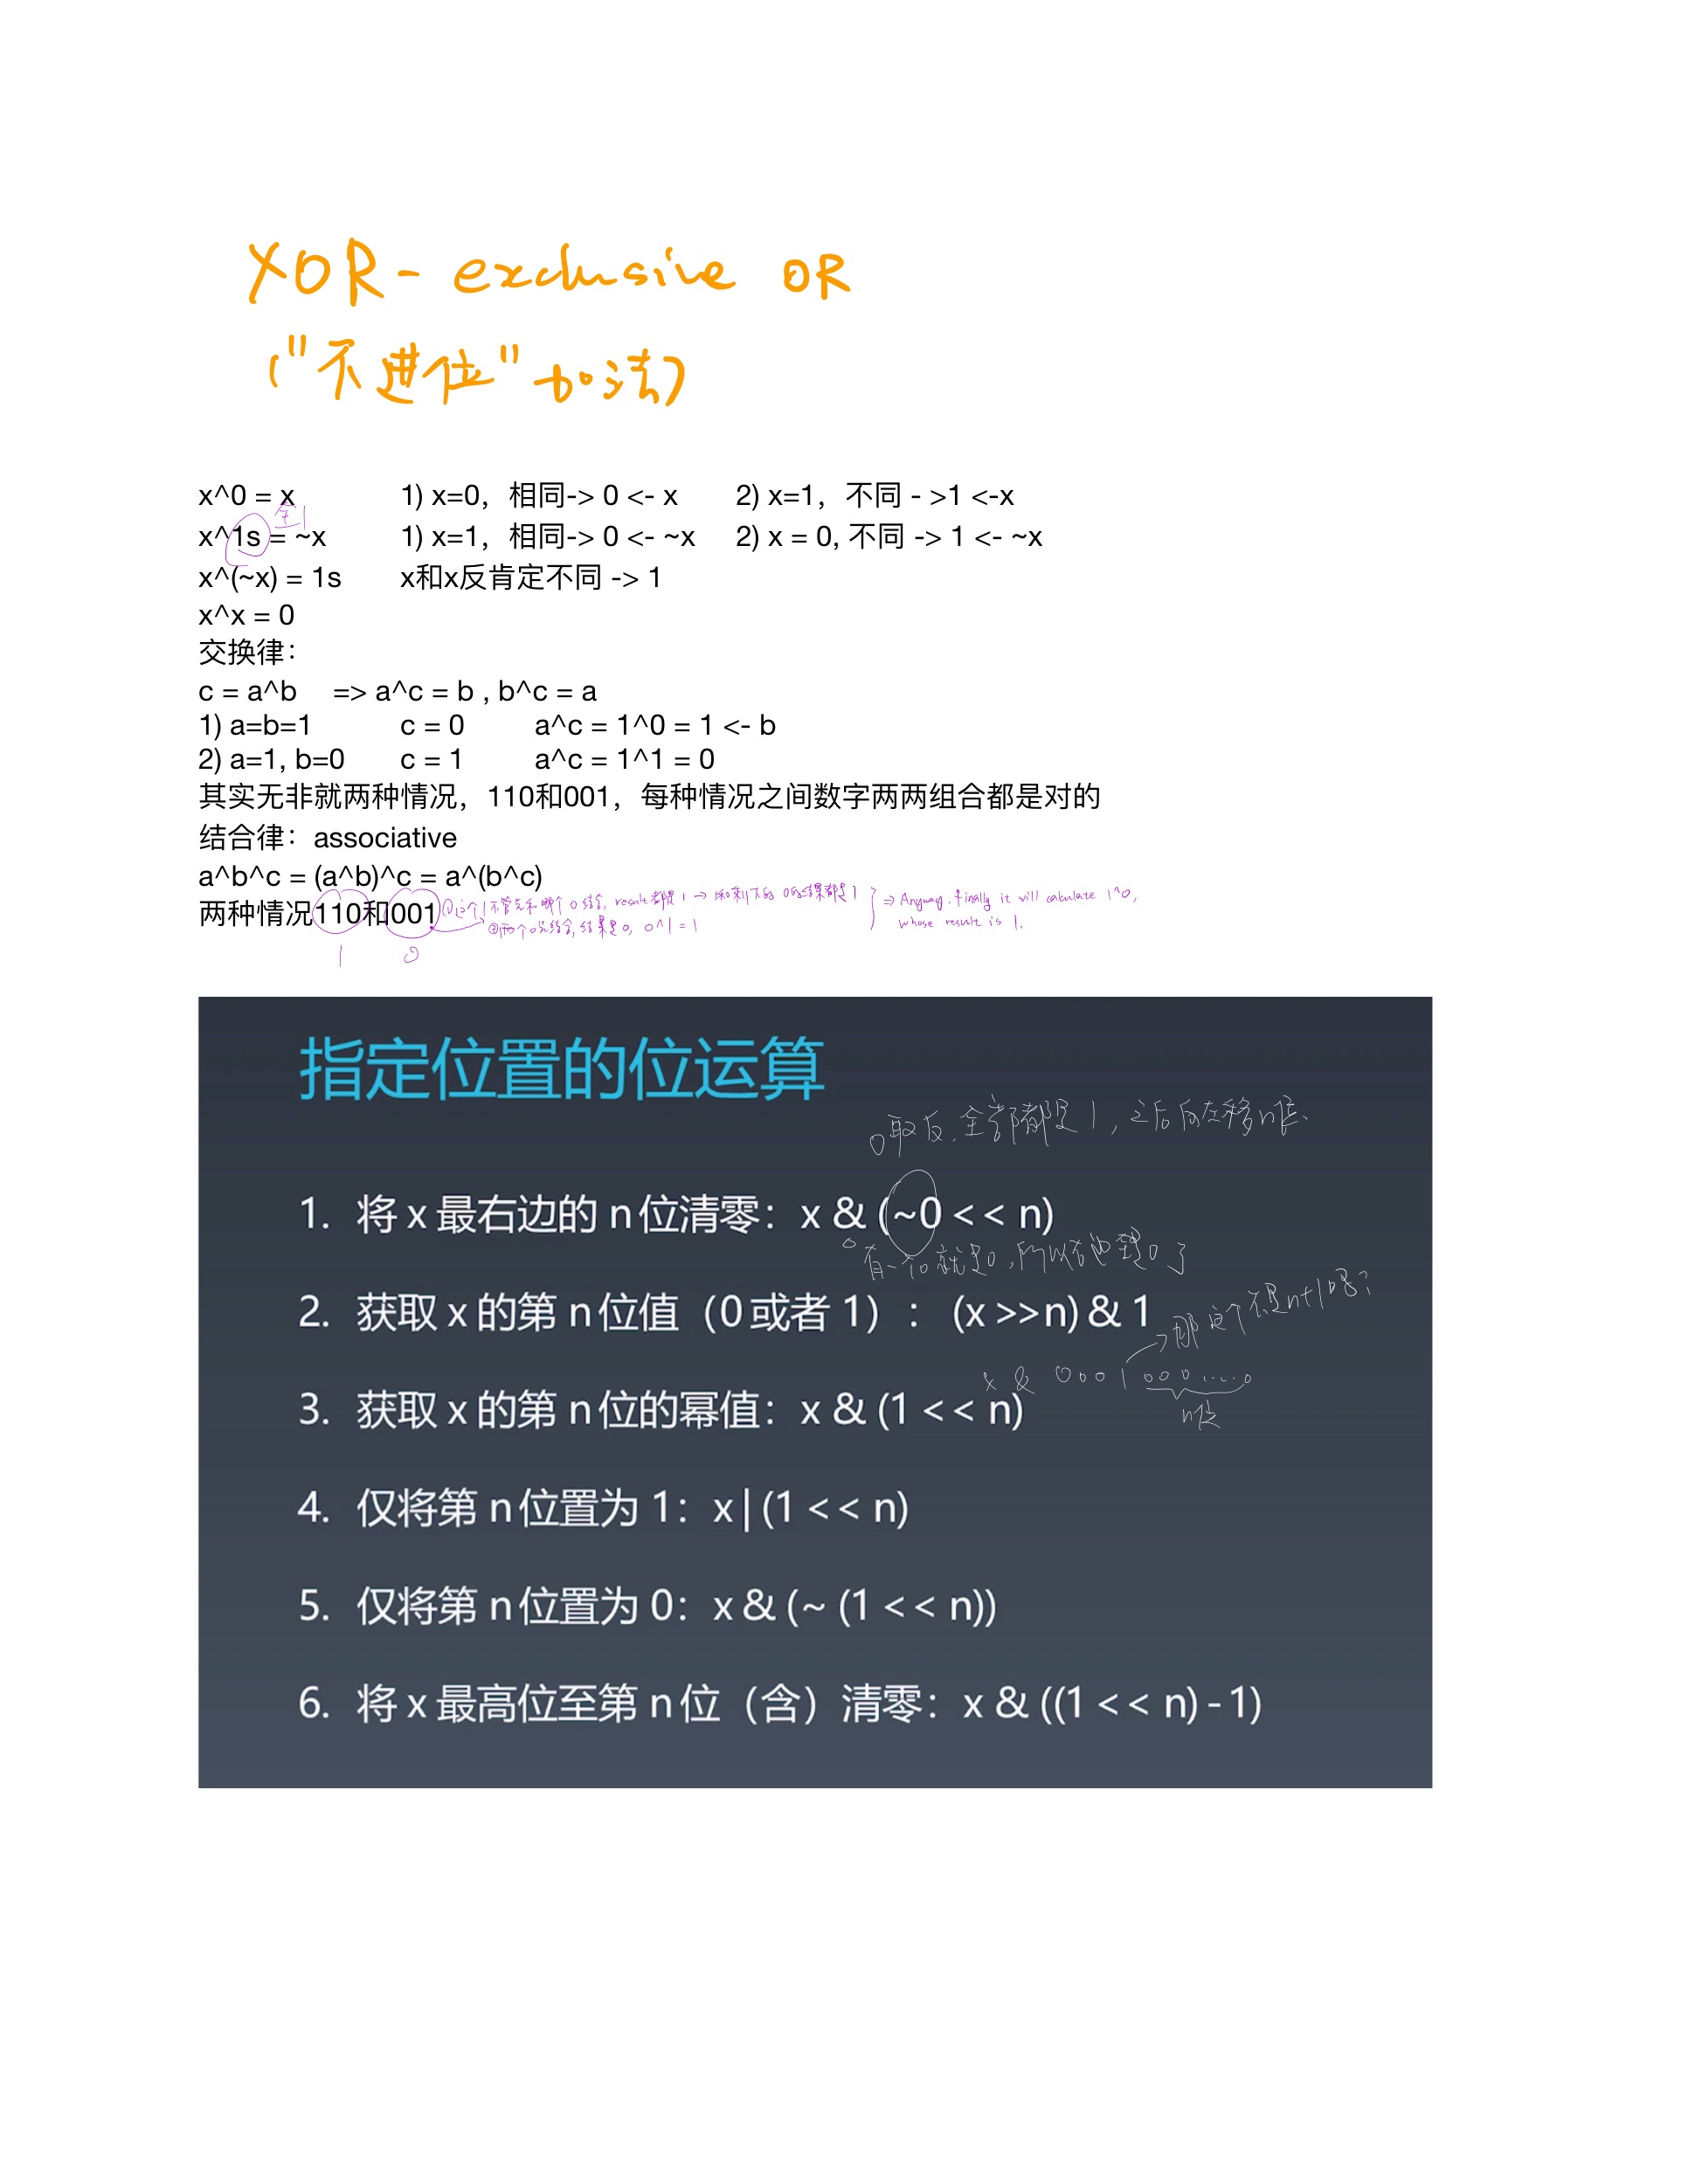 XOR - exclusive OR
("不进位"加法)
x^0 = x 1) x=0，相同-> 0 <- x 2) x=1，不同 - >1 <-x
全1
x^1s = ~x 1) x=1，相同-> 0 <- ~x 2) x = 0, 不同 -> 1 <- ~x
x^(~x) = 1s x和x反肯定不同 -> 1
x^x = 0
交换律：
c = a^b => a^c = b , b^c = a
1) a=b=1 c = 0 a^c = 1^0 = 1 <- b
2) a=1, b=0 c = 1 a^c = 1^1 = 0
其实无非就两种情况，110和001，每种情况之间数字两两组合都是对的
结合律：associative
a^b^c = (a^b)^c = a^(b^c)
两种情况110和001
①这个1不管先和哪个0结合, result都是1 → 1和剩下的0的结果都是1
②两个0先结合, 结果是0, 0^1 = 1
⇒ Anyway, finally it will calculate 1^0,
whose result is 1.
1 0
指定位置的位运算
0取反, 全部都是1, 之后向左移n位.
1. 将 x 最右边的 n 位清零：x & (~0 << n)
有一个0就是0, 所以右边都是0了
2. 获取 x 的第 n 位值（0 或者 1）： (x >>n) & 1
那这个不是n+1吗?
x & 0001 000....0
n位
3. 获取 x 的第 n 位的幂值：x & (1 << n)
4. 仅将第 n 位置为 1：x | (1 << n)
5. 仅将第 n 位置为 0：x & (~ (1 << n))
6. 将 x 最高位至第 n 位（含）清零：x & ((1 << n) - 1)